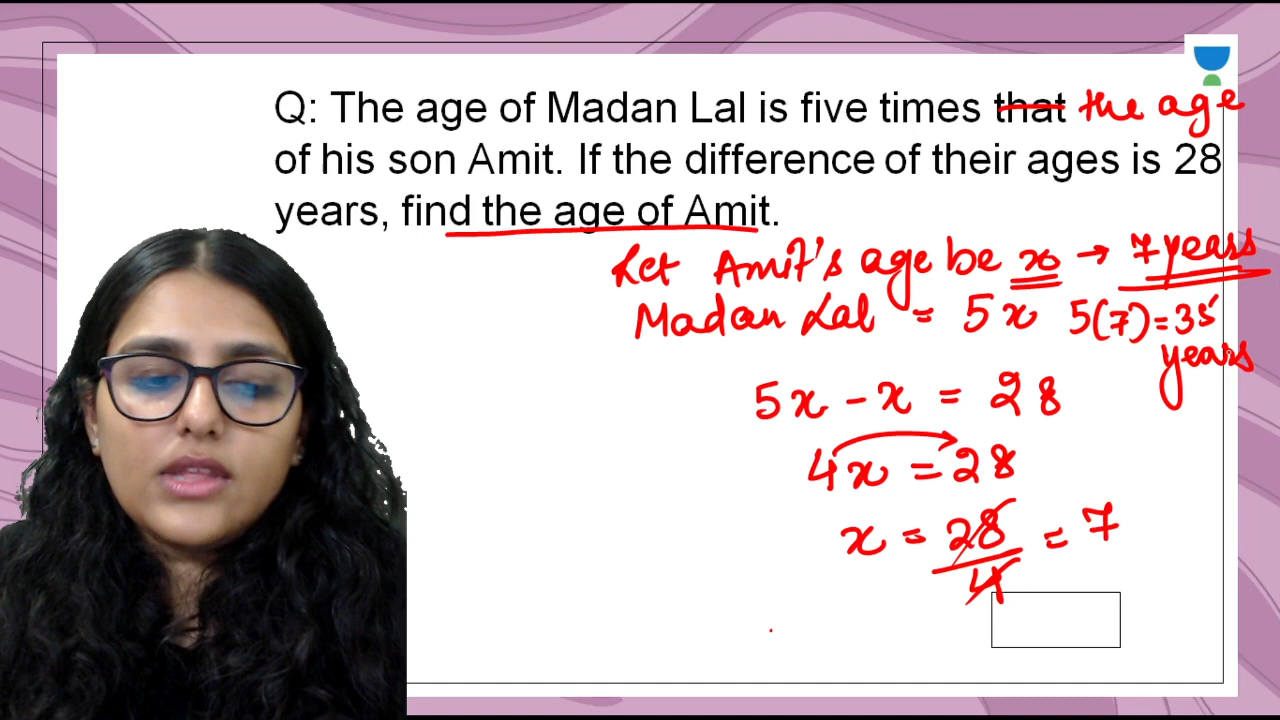 Q: The age of Madan Lal is five times that the age
of his son Amit. If the difference of their ages is 28
years, find the age of Amit.
Let Amit's age be x → 7 years
Madan Lal = 5x 5(7) = 35
years
5x - x = 28
4x = 28
x = 28/4 = 7